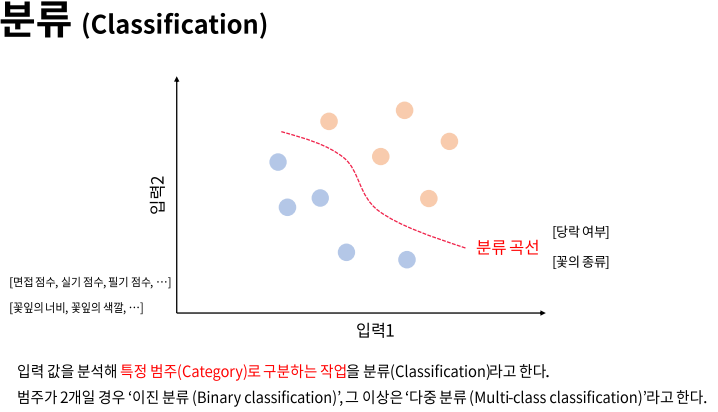 분류 (Classification)
입력2
분류 곡선
[당락 여부]
[꽃의 종류]
[면접 점수, 실기 점수, 필기 점수, …]
[꽃잎의 너비, 꽃잎의 색깔, …]
입력1
입력 값을 분석해 특정 범주(Category)로 구분하는 작업을 분류(Classification)라고 한다.
범주가 2개일 경우 ‘이진 분류 (Binary classification)’, 그 이상은 ‘다중 분류 (Multi-class classification)’라고 한다.